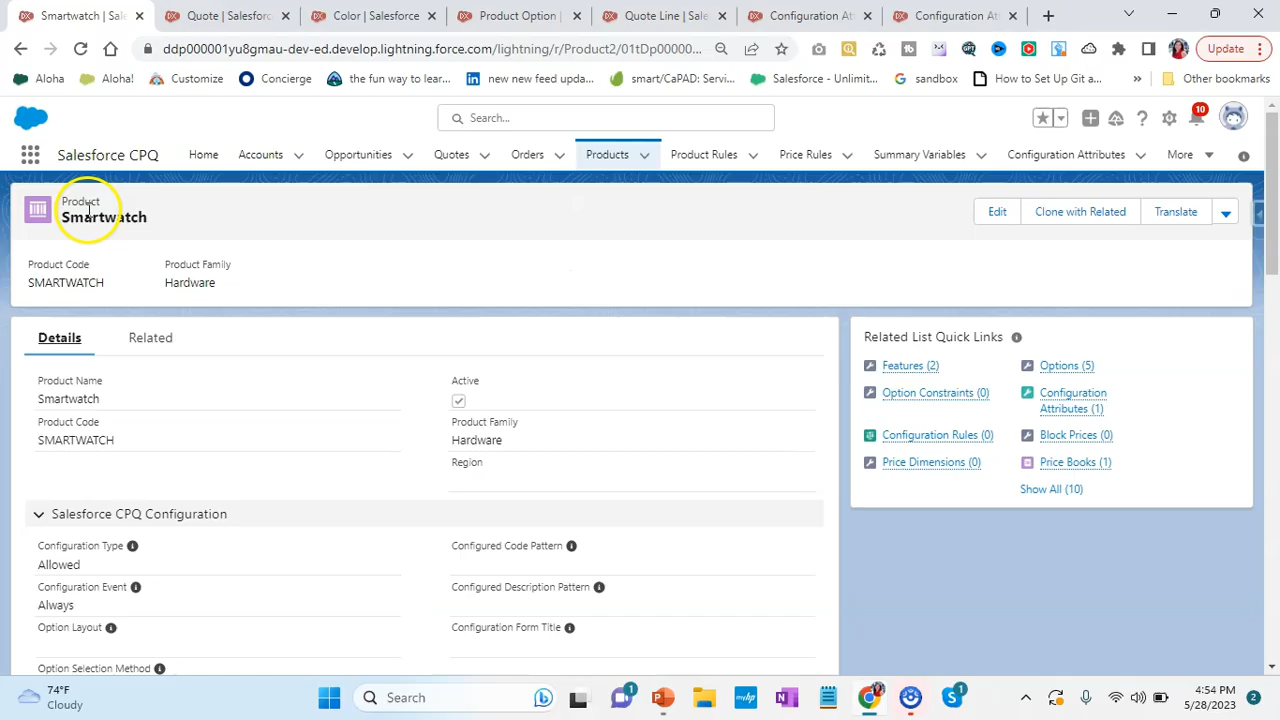 Smartwatch | Sale
Quote | Salesforc
Color | Salesforce
Product Option |
Quote Line | Sale
Configuration At
Configuration At
ddp000001yu8gmau-dev-ed.develop.lightning.force.com/lightning/r/Product2/01tDp00000...
Update
Aloha
Aloha!
Customize
Concierge
the fun way to lear...
new new feed upda...
smart/CaPAD: Servi...
Salesforce - Unlimit...
sandbox
How to Set Up Git a...
»
Other bookmarks
Search...
10
Salesforce CPQ
Home
Accounts
Opportunities
Quotes
Orders
Products
Product Rules
Price Rules
Summary Variables
Configuration Attributes
More
Product
Smartwatch
Edit
Clone with Related
Translate
Product Code
Product Family
SMARTWATCH
Hardware
Details
Related
Related List Quick Links
Product Name
Active
Smartwatch
Features (2)
Options (5)
Option Constraints (0)
Configuration
Attributes (1)
Product Code
Product Family
SMARTWATCH
Hardware
Configuration Rules (0)
Block Prices (0)
Region
Price Dimensions (0)
Price Books (1)
Show All (10)
Salesforce CPQ Configuration
Configuration Type
Configured Code Pattern
Allowed
Configuration Event
Configured Description Pattern
Always
Option Layout
Configuration Form Title
Option Selection Method
74°F
Cloudy
Search
1
1
4:54 PM
5/28/2023
2